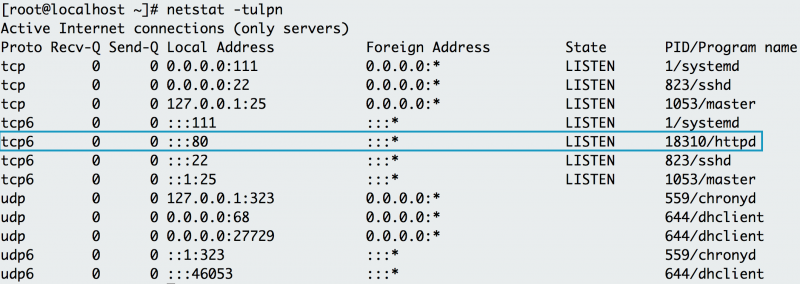 [root@localhost ~]# netstat -tulpn
Active Internet connections (only servers)
Proto Recv-Q Send-Q Local Address           Foreign Address         State       PID/Program name
tcp        0      0 0.0.0.0:111             0.0.0.0:*               LISTEN      1/systemd
tcp        0      0 0.0.0.0:22              0.0.0.0:*               LISTEN      823/sshd
tcp        0      0 127.0.0.1:25            0.0.0.0:*               LISTEN      1053/master
tcp6       0      0 :::111                  :::*                    LISTEN      1/systemd
tcp6       0      0 :::80                   :::*                    LISTEN      18310/httpd
tcp6       0      0 :::22                   :::*                    LISTEN      823/sshd
tcp6       0      0 ::1:25                  :::*                    LISTEN      1053/master
udp        0      0 127.0.0.1:323           0.0.0.0:*                           559/chronyd
udp        0      0 0.0.0.0:68              0.0.0.0:*                           644/dhclient
udp        0      0 0.0.0.0:27729           0.0.0.0:*                           644/dhclient
udp6       0      0 ::1:323                 :::*                                559/chronyd
udp6       0      0 :::46053                :::*                                644/dhclient